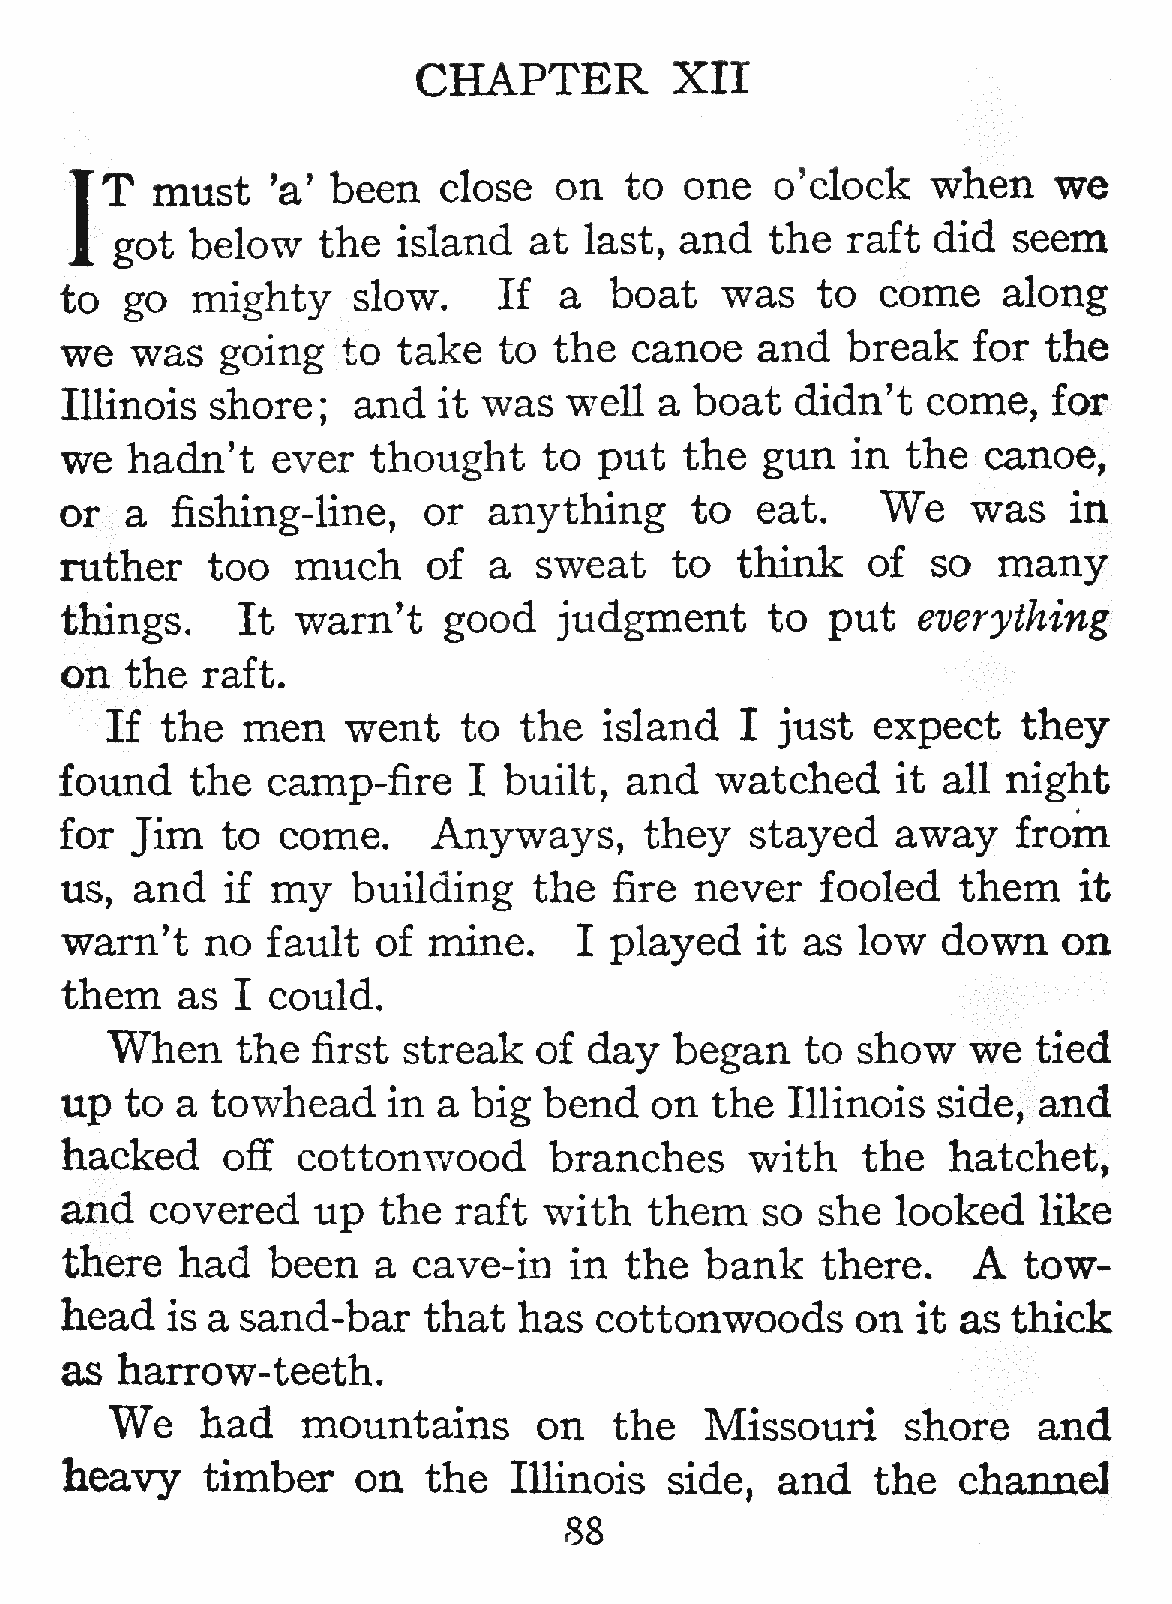 CHAPTER XII
IT must 'a' been close on to one o'clock when we
got below the island at last, and the raft did seem
to go mighty slow. If a boat was to come along
we was going to take to the canoe and break for the
Illinois shore; and it was well a boat didn't come, for
we hadn't ever thought to put the gun in the canoe,
or a fishing-line, or anything to eat. We was in
ruther too much of a sweat to think of so many
things. It warn't good judgment to put everything
on the raft.
If the men went to the island I just expect they
found the camp-fire I built, and watched it all night
for Jim to come. Anyways, they stayed away from
us, and if my building the fire never fooled them it
warn't no fault of mine. I played it as low down on
them as I could.
When the first streak of day began to show we tied
up to a towhead in a big bend on the Illinois side, and
hacked off cottonwood branches with the hatchet,
and covered up the raft with them so she looked like
there had been a cave-in in the bank there. A tow-
head is a sand-bar that has cottonwoods on it as thick
as harrow-teeth.
We had mountains on the Missouri shore and
heavy timber on the Illinois side, and the channel
88